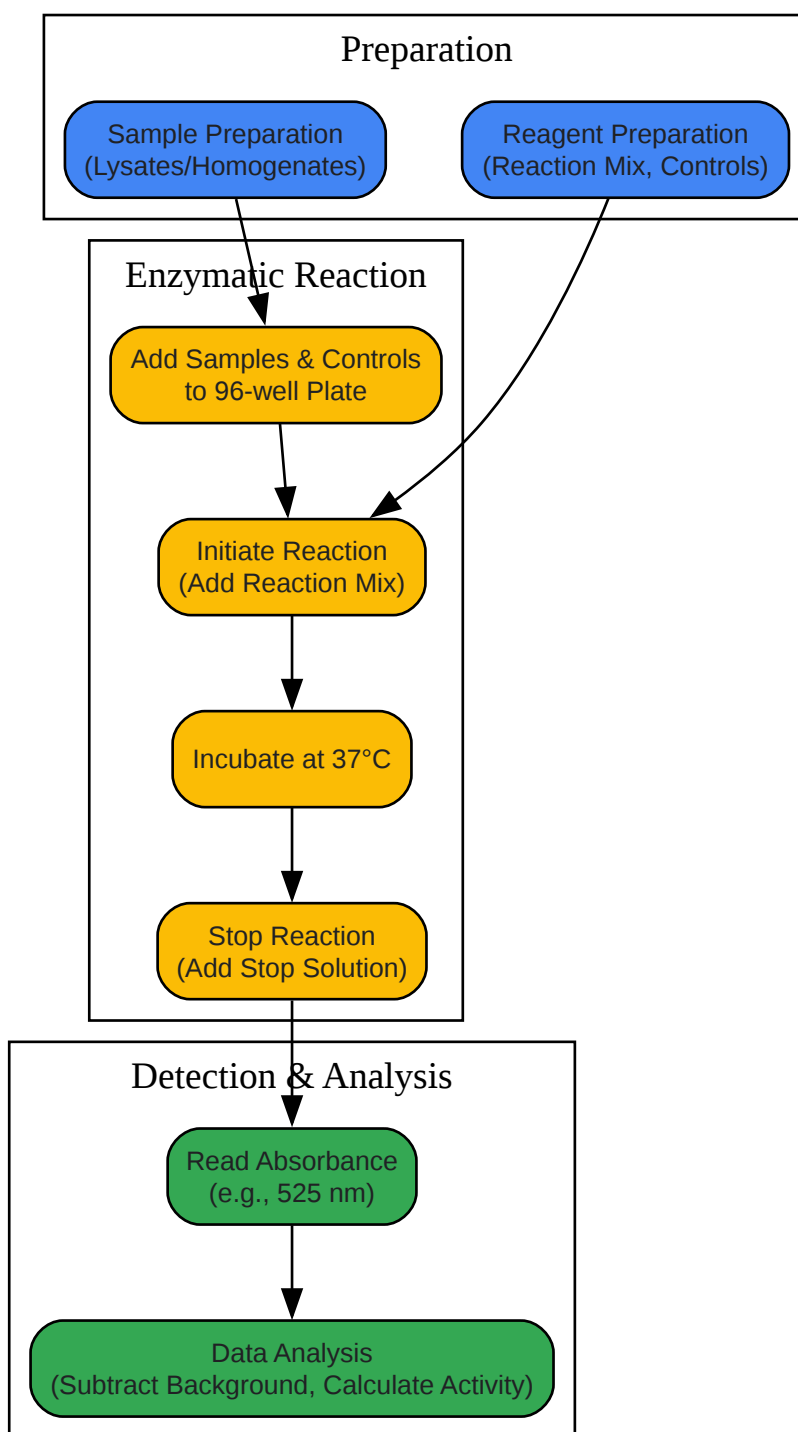 Preparation
Sample Preparation
(Lysates/Homogenates)
Reagent Preparation
(Reaction Mix, Controls)
Enzymatic Reaction
Add Samples & Controls
to 96-well Plate
Initiate Reaction
(Add Reaction Mix)
Incubate at 37°C
Stop Reaction
(Add Stop Solution)
Detection & Analysis
Read Absorbance
(e.g., 525 nm)
Data Analysis
(Subtract Background, Calculate Activity)